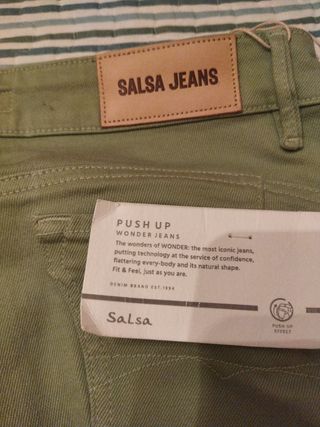 SALSA JEANS
PUSH UP
WONDER JEANS
The wonders of WONDER: the most iconic jeans,
putting technology at the service of confidence,
flattering every-body and its natural shape.
Fit & Feel, just as you are.
DENIM BRAND EST.1994
Salsa
PUSH UP
EFFECT